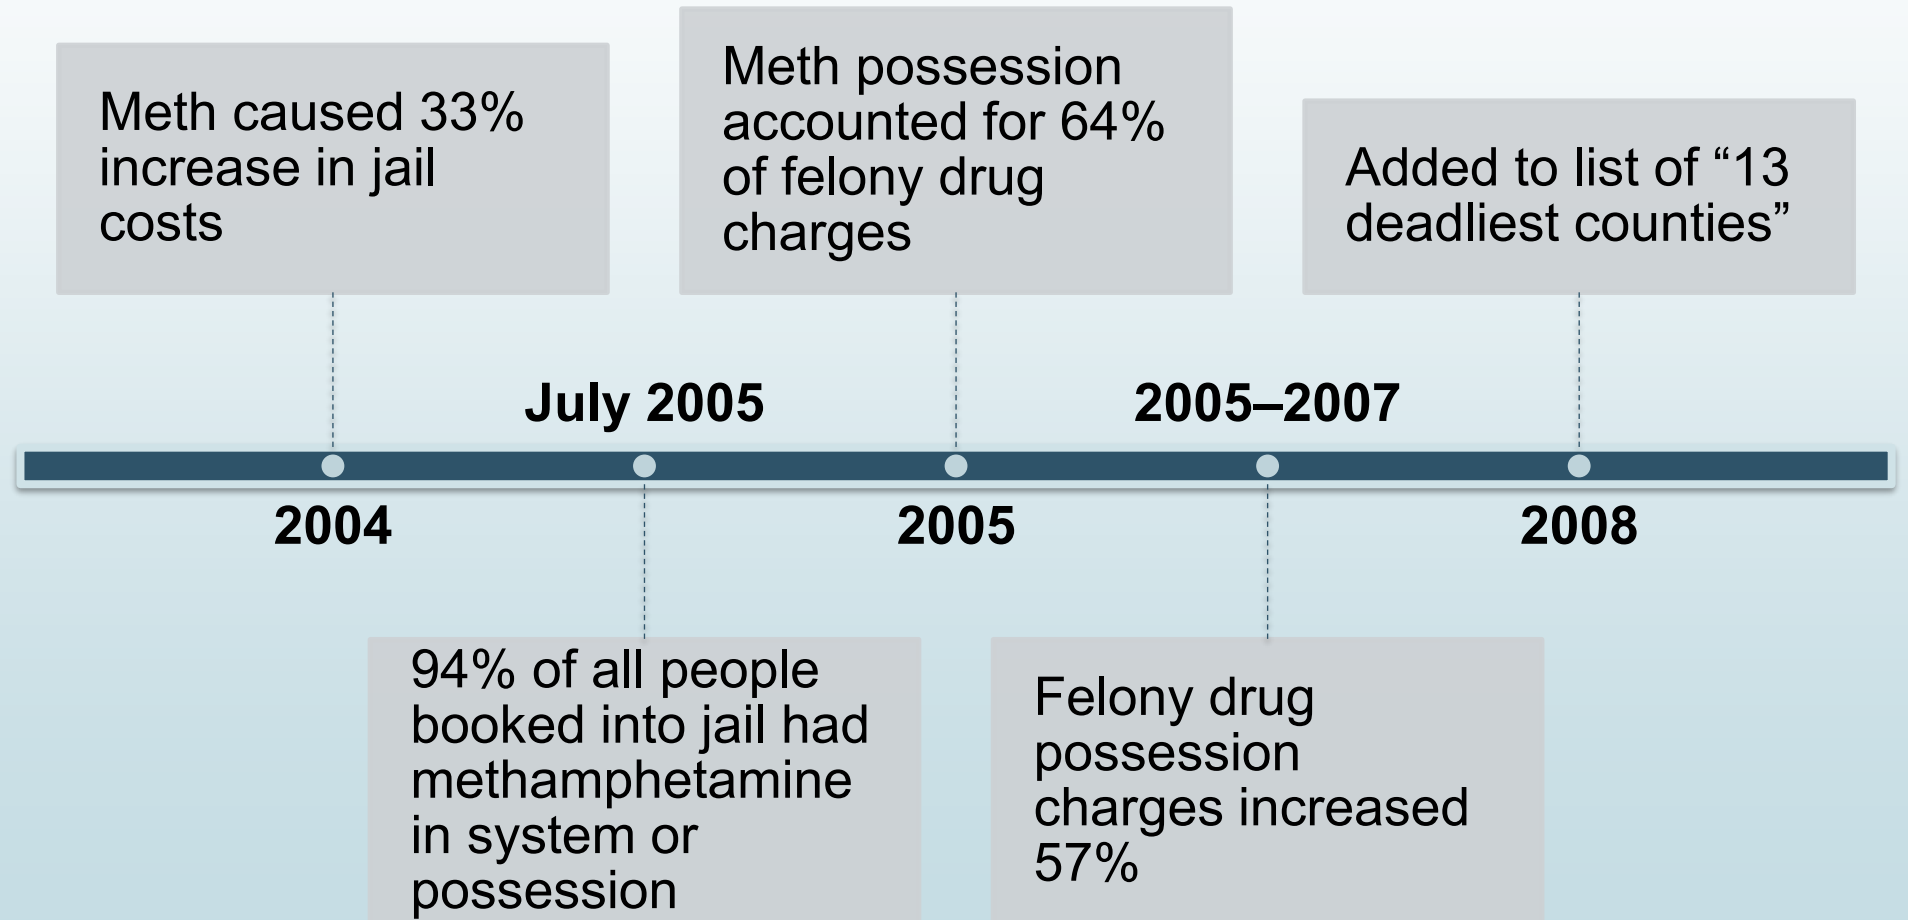 Meth caused 33%
increase in jail
costs
Meth possession
accounted for 64%
of felony drug
charges
Added to list of “13
deadliest counties”
July 2005
2005–2007
2004
2005
2008
94% of all people
booked into jail had
methamphetamine
in system or
possession
Felony drug
possession
charges increased
57%